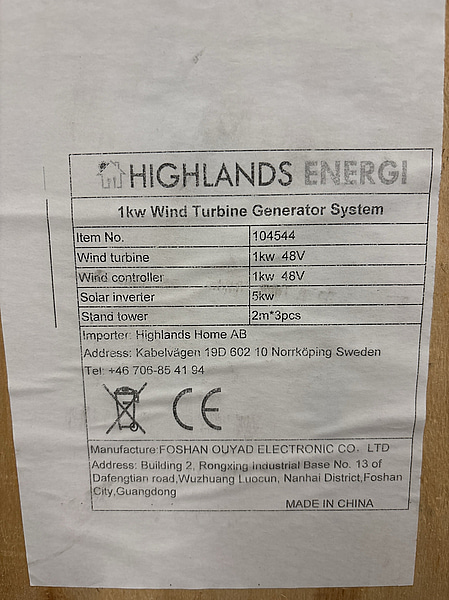 HIGHLANDS ENERGI
1kw Wind Turbine Generator System
Item No. 104544
Wind turbine 1kw 48V
Wind controller 1kw 48V
Solar inverter 5kw
Stand tower 2m*3pcs
Importer: Highlands Home AB
Address: Kabelvägen 19D 602 10 Norrköping Sweden
Tel: +46 706-85 41 94
CE
Manufacture: FOSHAN OUYAD ELECTRONIC CO. LTD
Address: Building 2, Rongxing Industrial Base No. 13 of
Dafengtian road,Wuzhuang Luocun, Nanhai District,Foshan
City,Guangdong
MADE IN CHINA